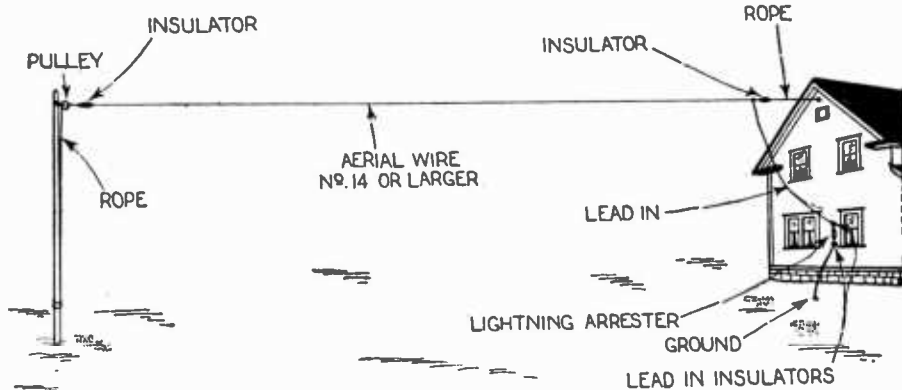 INSULATOR
ROPE
PULLEY
INSULATOR
AERIAL WIRE
Nº. 14 OR LARGER
ROPE
LEAD IN
LIGHTNING ARRESTER
GROUND
LEAD IN INSULATORS